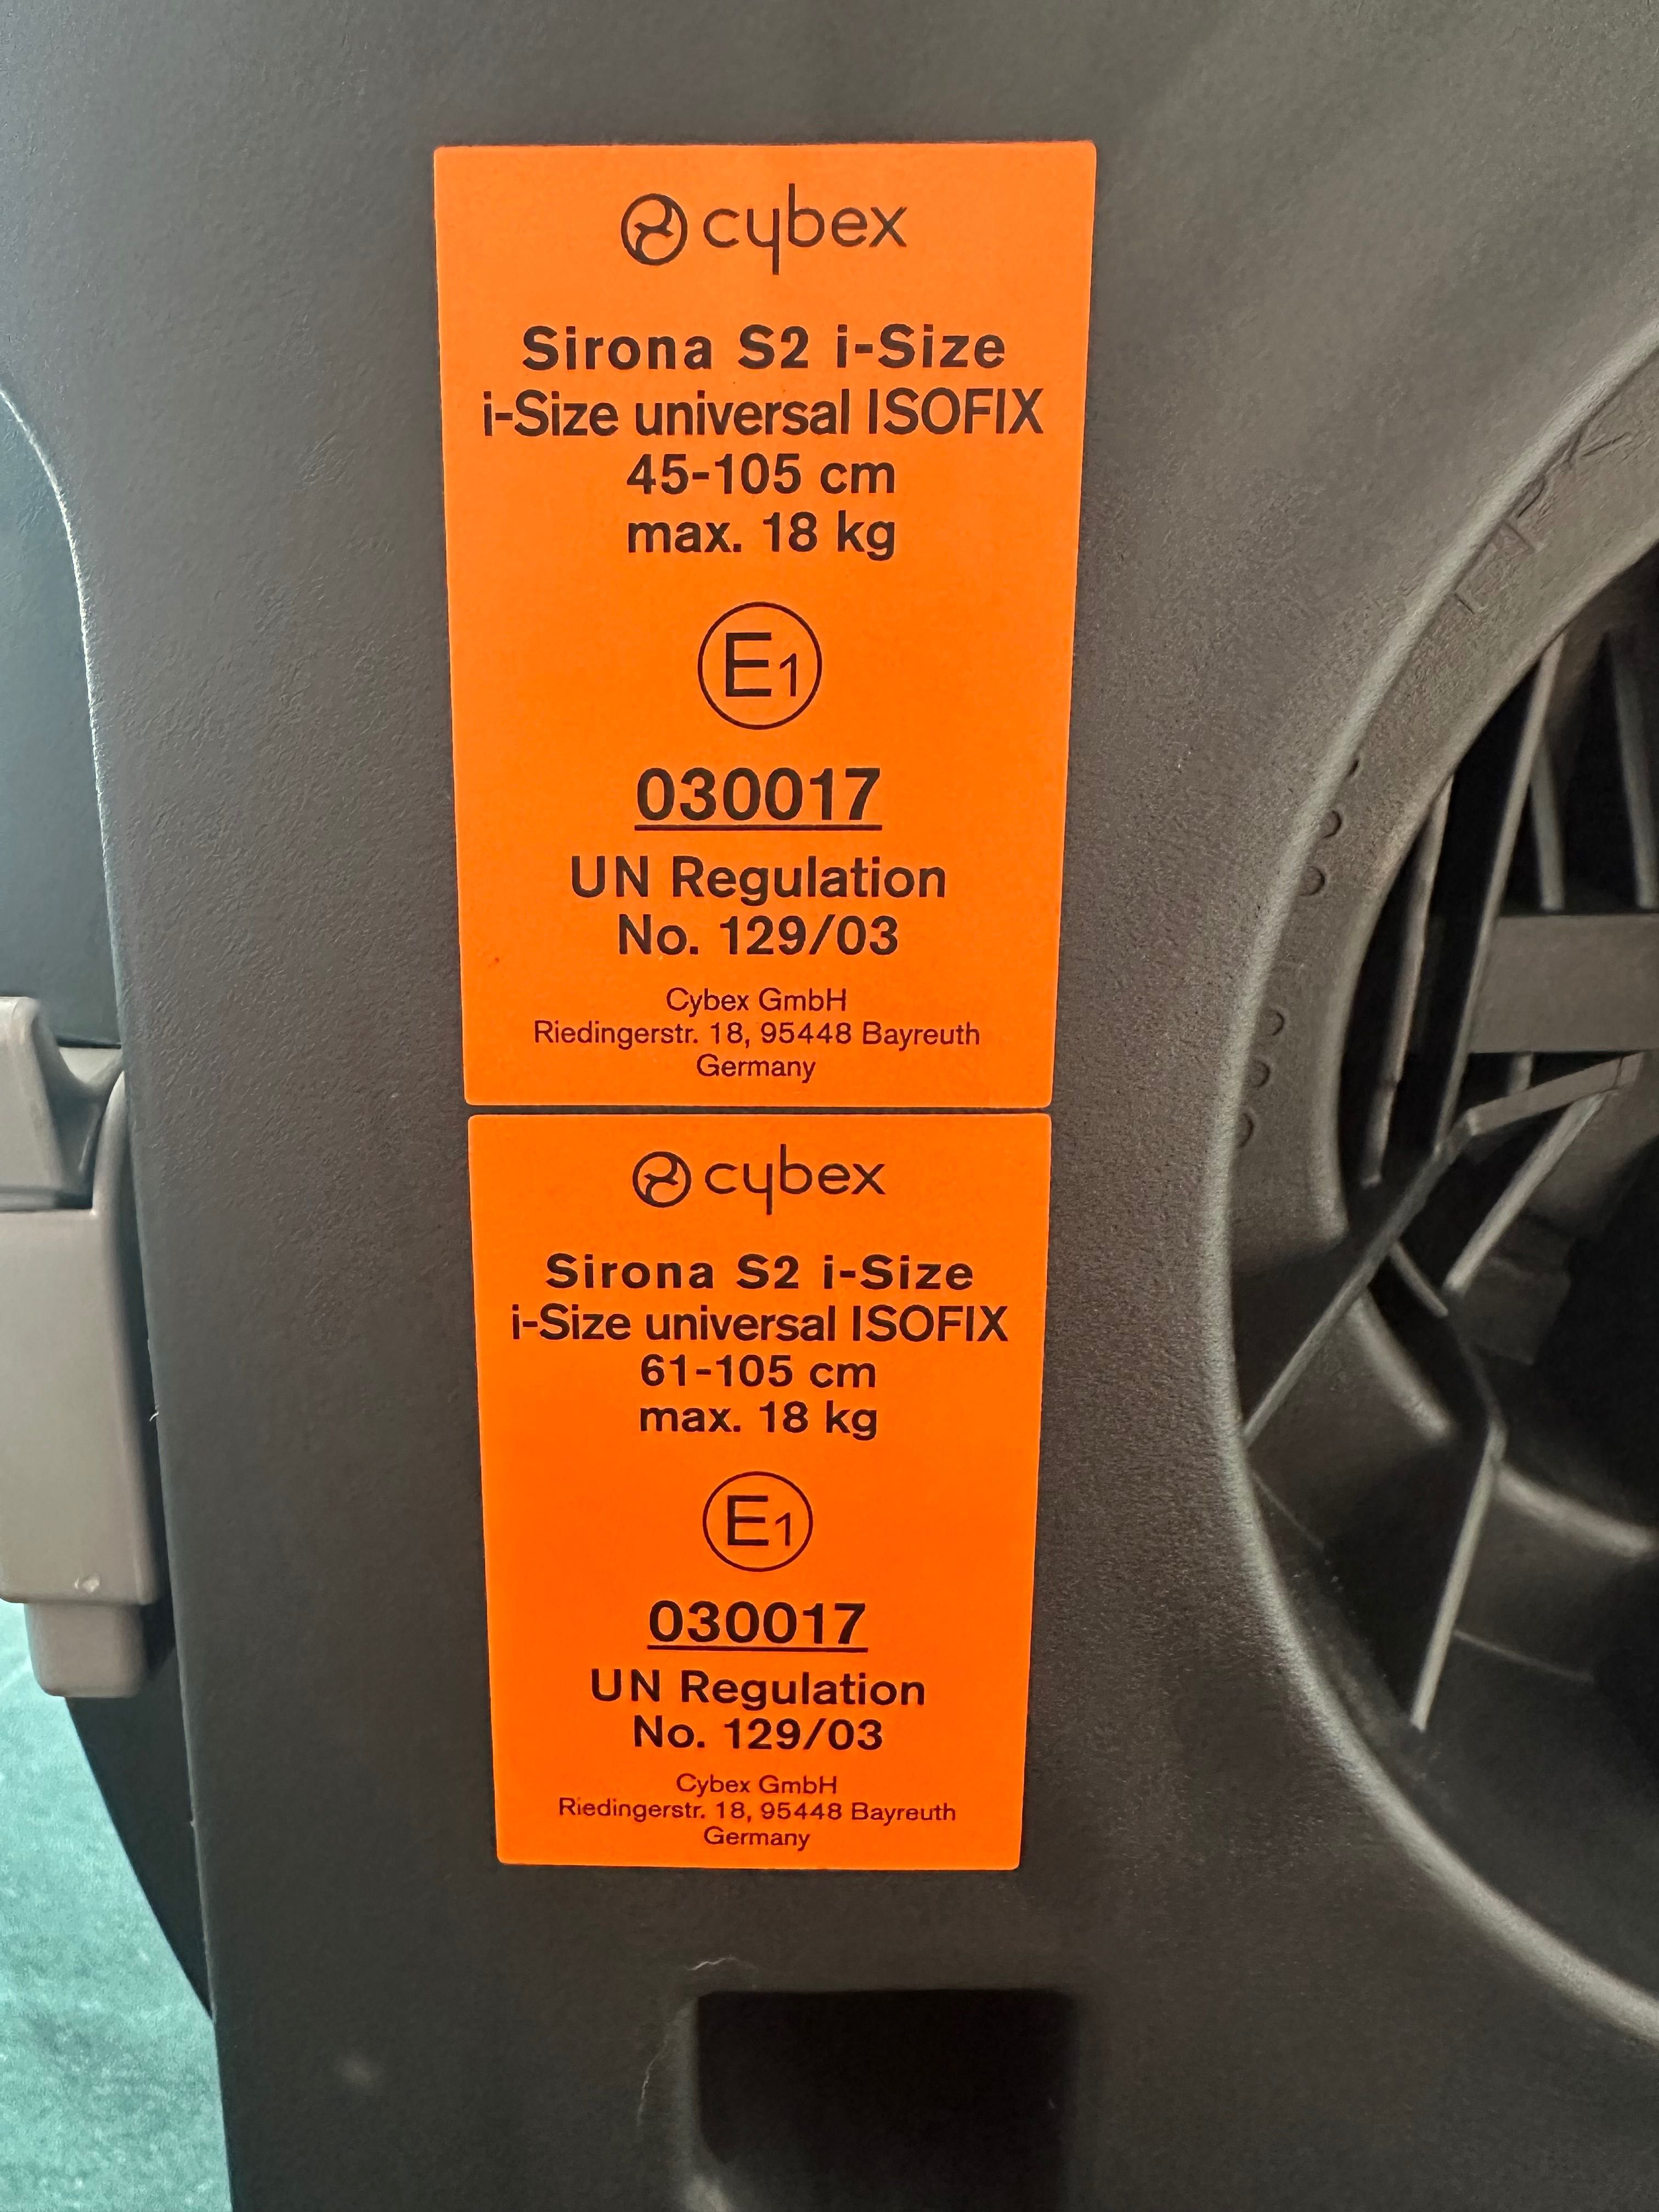 cybex
Sirona S2 i-Size
i-Size universal ISOFIX
45-105 cm
max. 18 kg
E1
030017
UN Regulation
No. 129/03
Cybex GmbH
Riedingerstr. 18, 95448 Bayreuth
Germany
cybex
Sirona S2 i-Size
i-Size universal ISOFIX
61-105 cm
max. 18 kg
E1
030017
UN Regulation
No. 129/03
Cybex GmbH
Riedingerstr. 18, 95448 Bayreuth
Germany